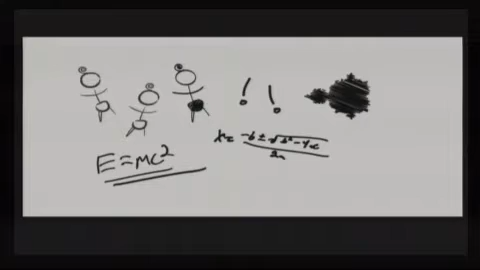 ! !
x = -b ± √b² - 4ac
2a
E = MC²